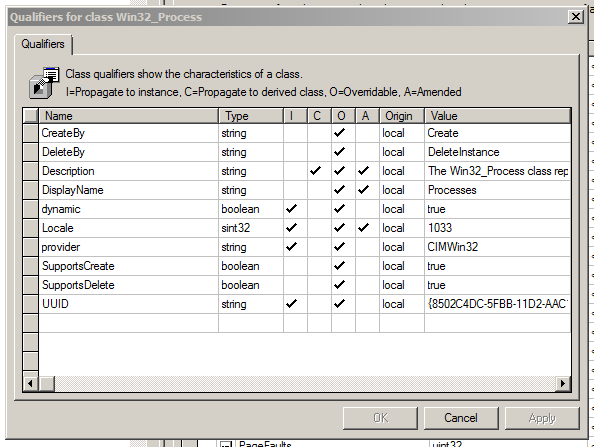 Qualifiers for class Win32_Process
Qualifiers
Class qualifiers show the characteristics of a class.
I=Propagate to instance, C=Propagate to derived class, O=Overridable, A=Amended
Name Type I C O A Origin Value
CreateBy string local Create
DeleteBy string local DeleteInstance
Description string local The Win32_Process class rep
DisplayName string local Processes
dynamic boolean local true
Locale sint32 local 1033
provider string local CIMWin32
SupportsCreate boolean local true
SupportsDelete boolean local true
UUID string local {8502C4DC-5FBB-11D2-AAC
OK Cancel Apply
PageFaults uint32